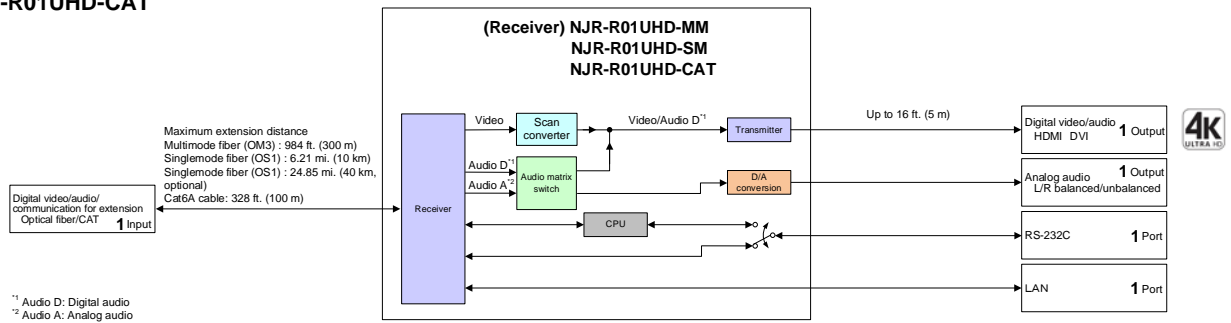 -R01UHD-CAT
(Receiver) NJR-R01UHD-MM
NJR-R01UHD-SM
NJR-R01UHD-CAT
Maximum extension distance
Multimode fiber (OM3) : 984 ft. (300 m)
Singlemode fiber (OS1) : 6.21 mi. (10 km)
Singlemode fiber (OS1) : 24.85 mi. (40 km,
optional)
Cat6A cable: 328 ft. (100 m)
Digital video/audio/
communication for extension
Optical fiber/CAT 1 Input
Receiver
Video
Scan
converter
Video/Audio D*1
Transmitter
Up to 16 ft. (5 m)
Digital video/audio 1 Output
HDMI DVI
4K
ULTRA HD
Audio D*1
Audio A*2
Audio matrix
switch
D/A
conversion
Analog audio 1 Output
L/R balanced/unbalanced
CPU
RS-232C 1 Port
LAN 1 Port
*1 Audio D: Digital audio
*2 Audio A: Analog audio